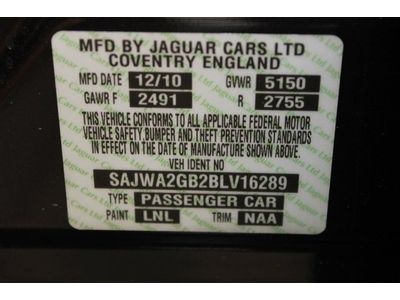 MFD BY JAGUAR CARS LTD
COVENTRY ENGLAND
MFD DATE 12/10 GVWR 5150
GAWR F 2491 R 2755
THIS VEHICLE CONFORMS TO ALL APPLICABLE FEDERAL MOTOR
VEHICLE SAFETY, BUMPER AND THEFT PREVENTION STANDARDS
IN EFFECT ON THE DATE OF MANUFACTURE SHOWN ABOVE
VEH IDENT NO
SAJWA2GB2BLV16289
TYPE PASSENGER CAR
PAINT LNL TRIM NAA